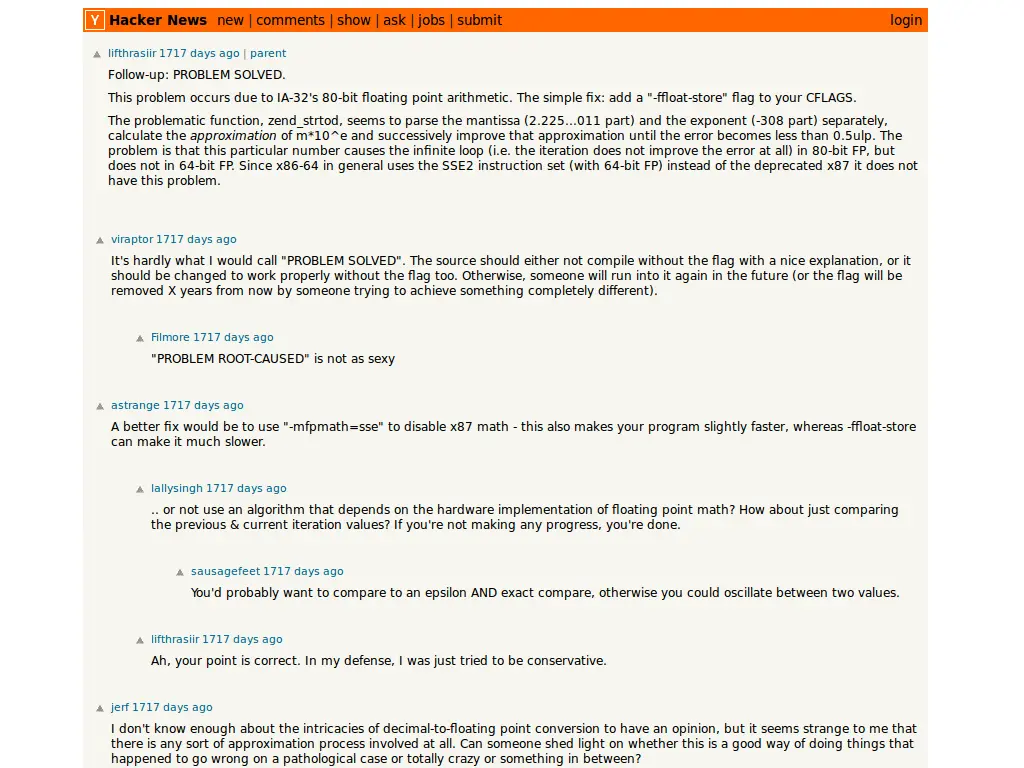 Y Hacker News new | comments | show | ask | jobs | submit login
lifthrasiir 1717 days ago | parent
Follow-up: PROBLEM SOLVED.
This problem occurs due to IA-32's 80-bit floating point arithmetic. The simple fix: add a "-ffloat-store" flag to your CFLAGS.
The problematic function, zend_strtod, seems to parse the mantissa (2.225...011 part) and the exponent (-308 part) separately,
calculate the approximation of m*10^e and successively improve that approximation until the error becomes less than 0.5ulp. The
problem is that this particular number causes the infinite loop (i.e. the iteration does not improve the error at all) in 80-bit FP, but
does not in 64-bit FP. Since x86-64 in general uses the SSE2 instruction set (with 64-bit FP) instead of the deprecated x87 it does not
have this problem.
viraptor 1717 days ago
It's hardly what I would call "PROBLEM SOLVED". The source should either not compile without the flag with a nice explanation, or it
should be changed to work properly without the flag too. Otherwise, someone will run into it again in the future (or the flag will be
removed X years from now by someone trying to achieve something completely different).
Filmore 1717 days ago
"PROBLEM ROOT-CAUSED" is not as sexy
astrange 1717 days ago
A better fix would be to use "-mfpmath=sse" to disable x87 math - this also makes your program slightly faster, whereas -ffloat-store
can make it much slower.
lallysingh 1717 days ago
.. or not use an algorithm that depends on the hardware implementation of floating point math? How about just comparing
the previous & current iteration values? If you're not making any progress, you're done.
sausagefeet 1717 days ago
You'd probably want to compare to an epsilon AND exact compare, otherwise you could oscillate between two values.
lifthrasiir 1717 days ago
Ah, your point is correct. In my defense, I was just tried to be conservative.
jerf 1717 days ago
I don't know enough about the intricacies of decimal-to-floating point conversion to have an opinion, but it seems strange to me that
there is any sort of approximation process involved at all. Can someone shed light on whether this is a good way of doing things that
happened to go wrong on a pathological case or totally crazy or something in between?